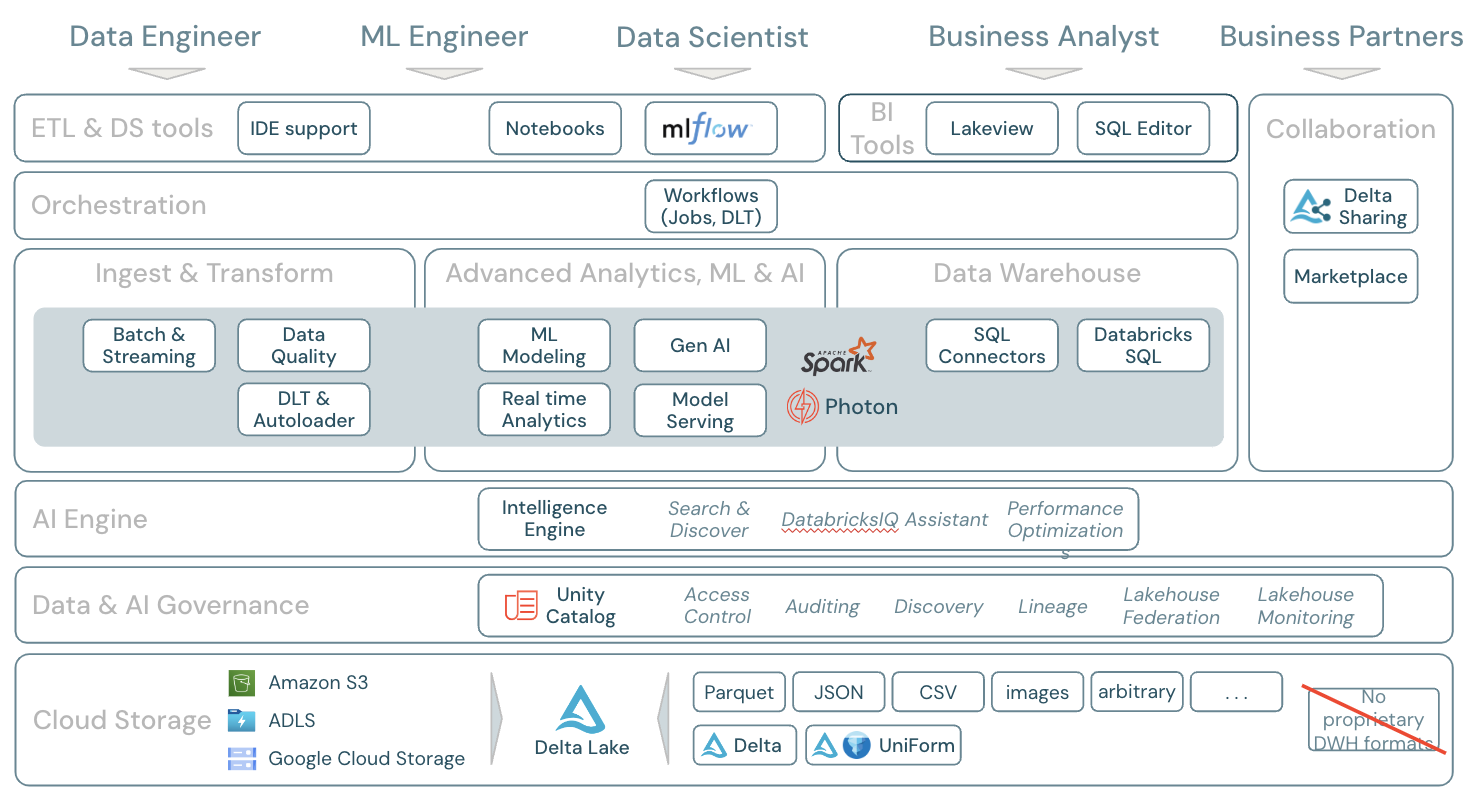 Data Engineer
ML Engineer
Data Scientist
Business Analyst
Business Partners
ETL & DS tools
IDE support
Notebooks
mlflow
BI
Tools
Lakeview
SQL Editor
Collaboration
Delta
Sharing
Marketplace
Orchestration
Workflows
(Jobs, DLT)
Ingest & Transform
Batch &
Streaming
Data
Quality
DLT &
Autoloader
Advanced Analytics, ML & AI
ML
Modeling
Gen AI
Real time
Analytics
Model
Serving
APACHE
Spark
Photon
Data Warehouse
SQL
Connectors
Databricks
SQL
AI Engine
Intelligence
Engine
Search &
Discover
DatabricksIQ Assistant
Performance
Optimization
s
Data & AI Governance
Unity
Catalog
Access
Control
Auditing
Discovery
Lineage
Lakehouse
Federation
Lakehouse
Monitoring
Cloud Storage
Amazon S3
ADLS
Google Cloud Storage
Delta Lake
Parquet
JSON
CSV
images
arbitrary
...
Delta
UniForm
No
proprietary
DWH formats